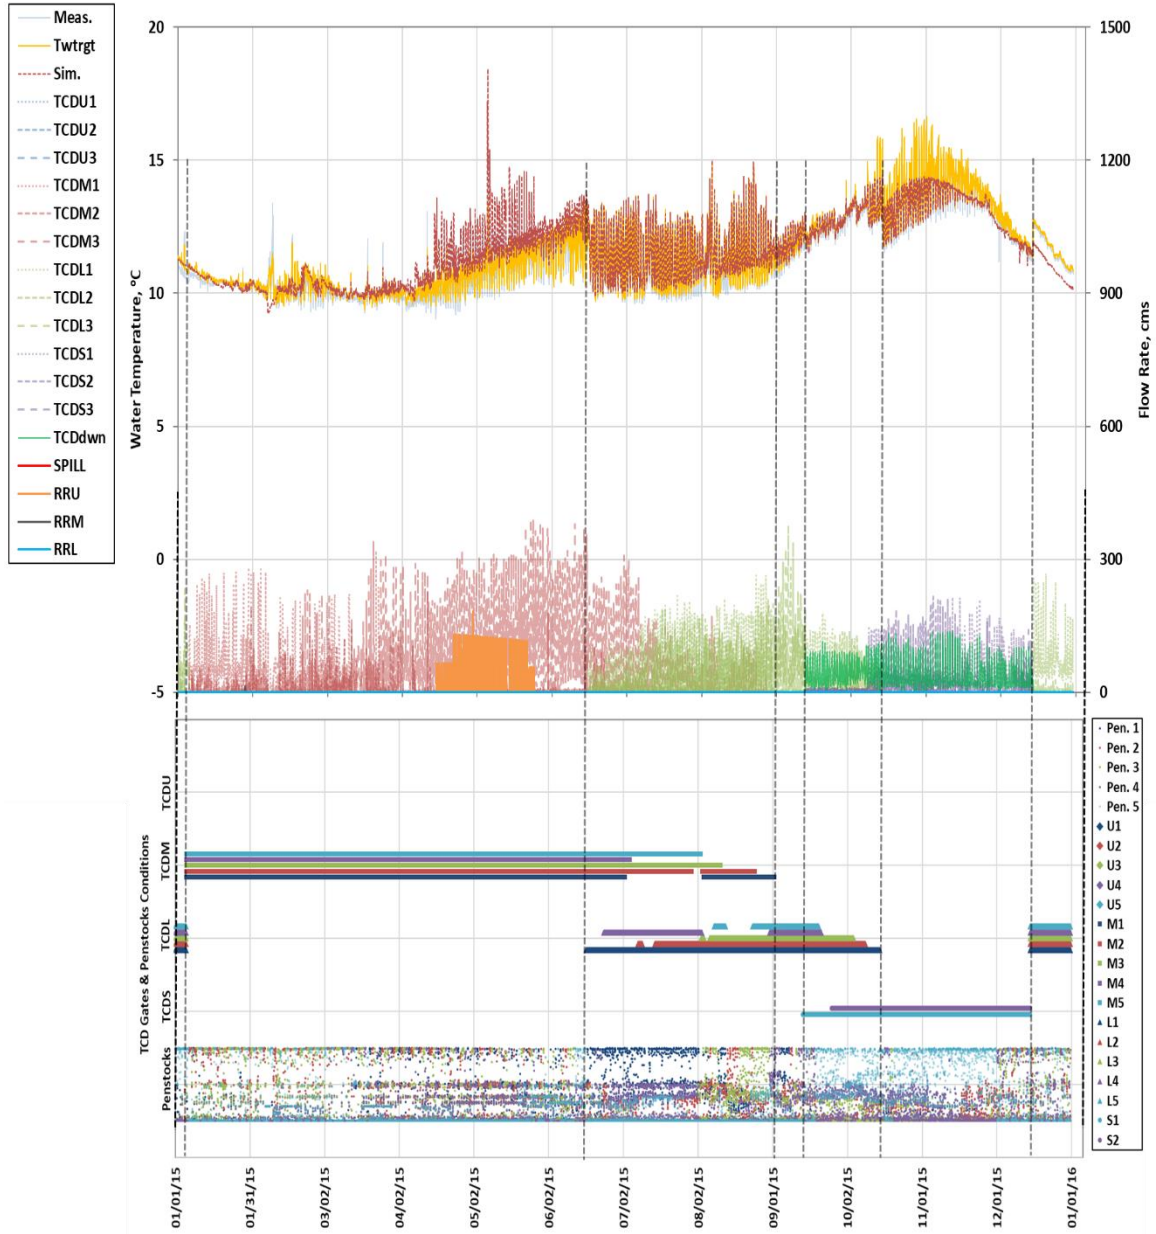 Meas.
Twtrgt
Sim.
TCDU1
TCDU2
TCDU3
TCDM1
TCDM2
TCDM3
TCDL1
TCDL2
TCDL3
TCDS1
TCDS2
TCDS3
TCDdwn
SPILL
RRU
RRM
RRL
Water Temperature, ºC
20
15
10
5
0
-5
1500
1200
900
600
300
0
Flow Rate, cms
TCD Gates & Penstocks Conditions
TCDU
TCDM
TCDL
TCDS
Penstocks
Pen. 1
Pen. 2
Pen. 3
Pen. 4
Pen. 5
U1
U2
U3
U4
U5
M1
M2
M3
M4
M5
L1
L2
L3
L4
L5
S1
S2
01/01/15
01/31/15
03/02/15
04/02/15
05/02/15
06/02/15
07/02/15
08/02/15
09/01/15
10/02/15
11/01/15
12/01/15
01/01/16